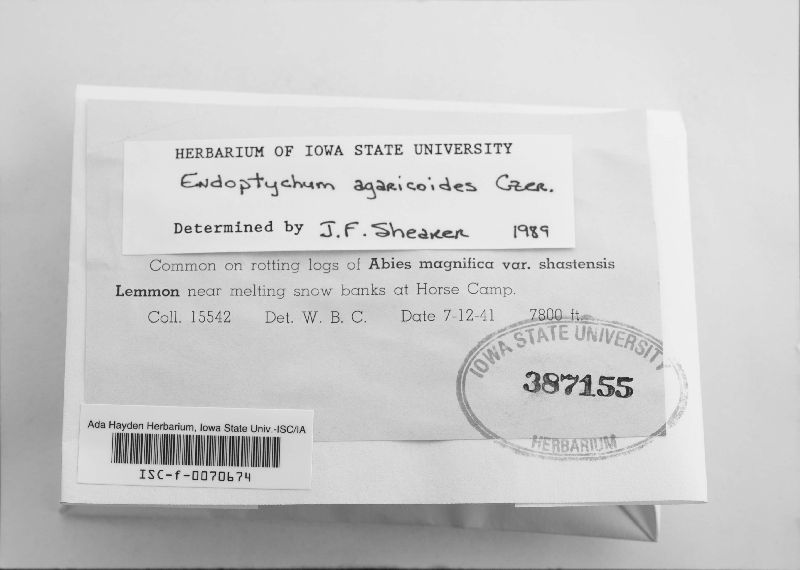 HERBARIUM OF IOWA STATE UNIVERSITY
Endoptychum agaricoides Czer.
Determined by J.F. Shearer 1989
Common on rotting logs of Abies magnifica var. shastensis
Lemmon near melting snow banks at Horse Camp.
Coll. 15542 Det. W. B. C. Date 7-12-41 7800 ft.
IOWA STATE UNIVERSITY
387155
HERBARIUM
Ada Hayden Herbarium, Iowa State Univ.-ISC/IA
ISC-f-0070674